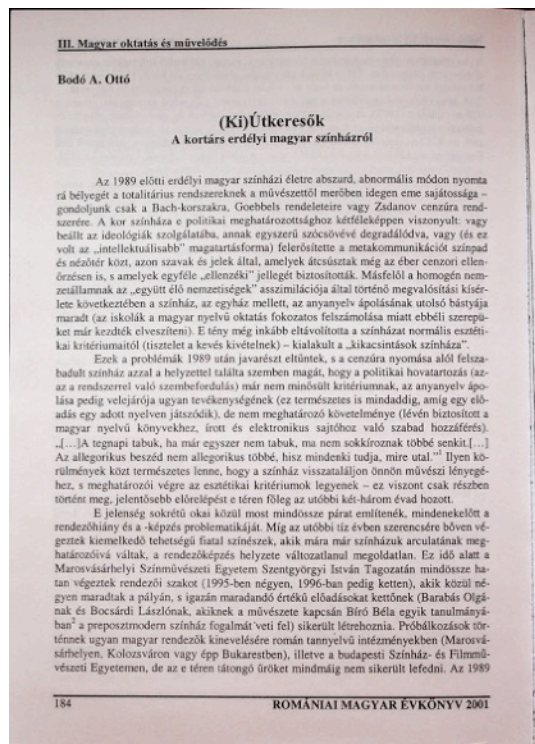 III. Magyar oktatás és művelődés
Bodó A. Ottó
(Ki)Útkeresők
A kortárs erdélyi magyar színházról
Az 1989 előtti erdélyi magyar színházi életre abszurd, abnormális módon nyomta
rá bélyegét a totalitárius rendszereknek a művészettől merőben idegen eme sajátossága –
gondoljunk csak a Bach-korszakra, Goebbels rendeleteire vagy Zsdanov cenzúra rend-
szerére. A kor színháza e politikai meghatározottsághoz kétféleképpen viszonyult: vagy
beállt az ideológiák szolgálatába, annak egyszerű szócsövévé degradálódva, vagy (és ez
volt az „intellektuálisabb" magatartásforma) felerősítette a metakommunikációt színpad
és nézőtér közt, azon szavak és jelek által, amelyek átcsúsztak még az éber cenzori ellen-
őrzésen is, s amelyek egyféle „ellenzéki" jellegét biztosították. Másfelől a homogén nem-
zetállamnak az „együtt élő nemzetiségek" asszimilációja által történő megvalósítási kísér-
lete következtében a színház, az egyház mellett, az anyanyelv ápolásának utolsó bástyája
maradt (az iskolák a magyar nyelvű oktatás fokozatos felszámolása miatt ebbéli szerepü-
ket már kezdték elveszíteni). E tény még inkább eltávolította a színházat normális esztéti-
kai kritériumaitól (tisztelet a kevés kivételnek) – kialakult a „kikacsintások színháza".
Ezek a problémák 1989 után javarészt eltűntek, s a cenzúra nyomása alól felsza-
badult színház azzal a helyzettel találta szemben magát, hogy a politikai hovatartozás (az-
az a rendszerrel való szembefordulás) már nem minősült kritériumnak, az anyanyelv ápo-
lása pedig velejárója ugyan tevékenységének (ez természetes is mindaddig, amíg egy elő-
adás egy adott nyelven játszódik), de nem meghatározó követelménye (lévén biztosított a
magyar nyelvű könyvekhez, írott és elektronikus sajtóhoz való szabad hozzáférés).
„[...]A tegnapi tabuk, ha már egyszer nem tabuk, ma nem sokkíroznak többé senkit.[...]
Az allegorikus beszéd nem allegorikus többé, hisz mindenki tudja, mire utal."1 Ilyen kö-
rülmények közt természetes lenne, hogy a színház visszataláljon önnön művészi lényegé-
hez, s meghatározói végre az esztétikai kritériumok legyenek – ez viszont csak részben
történt meg, jelentősebb előrelépést e téren főleg az utóbbi két-három évad hozott.
E jelenség sokrétű okai közül most mindössze párat említenék, mindenekelőtt a
rendezőhiány és a -képzés problematikáját. Míg az utóbbi tíz évben szerencsére bőven vé-
geztek kiemelkedő tehetségű fiatal színészek, akik mára már színházuk arculatának meg-
határozóivá váltak, a rendezőképzés helyzete változatlanul megoldatlan. Ez idő alatt a
Marosvásárhelyi Színművészeti Egyetem Szentgyörgyi István Tagozatán mindössze ha-
tan végeztek rendezői szakot (1995-ben négyen, 1996-ban pedig ketten), akik közül né-
gyen maradtak a pályán, s igazán maradandó értékű előadásokat kettőnek (Barabás Olgá-
nak és Bocsárdi Lászlónak, akiknek a művészete kapcsán Bíró Béla egyik tanulmányá-
ban2 a preposztmodern színház fogalmát veti fel) sikerült létrehoznia. Próbálkozások tör-
ténnek ugyan magyar rendezők kinevelésére román tannyelvű intézményekben (Marosvá-
sárhelyen, Kolozsváron vagy épp Bukarestben), illetve a budapesti Színház- és Filmmű-
vészeti Egyetemen, de az e téren tátongó űröket mindmáig nem sikerült lefedni. Az 1989
184
ROMÁNIAI MAGYAR ÉVKÖNYV 2001